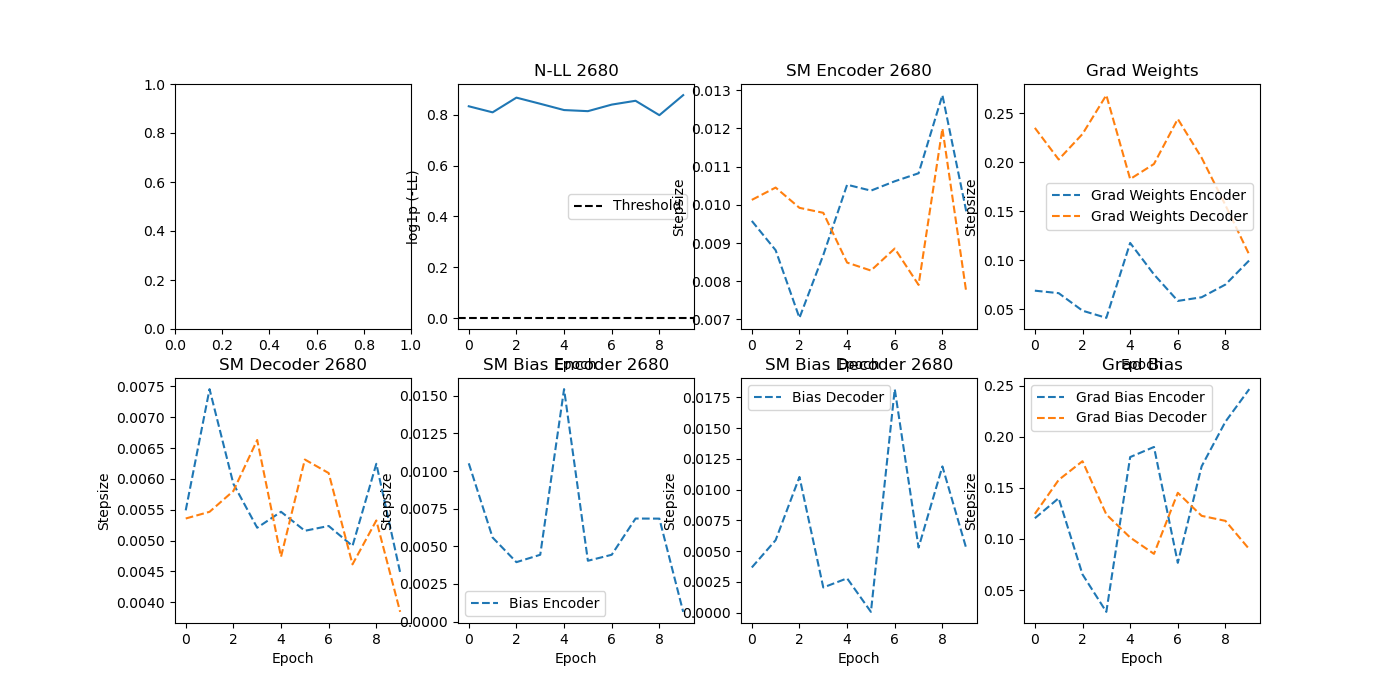 N-LL 2680
SM Encoder 2680
Grad Weights
1.0
0.8
0.6
0.4
0.2
0.0
0.0 0.2 0.4 0.6 0.8 1.0
log1p (-LL)
0.8
0.6
0.4
0.2
0.0
0 2 4 6 8
Epoch
Threshold
Stepsize
0.013
0.012
0.011
0.010
0.009
0.008
0.007
0 2 4 6 8
Epoch
Stepsize
0.25
0.20
0.15
0.10
0.05
0 2 4 6 8
Epoch
Grad Weights Encoder
Grad Weights Decoder
SM Decoder 2680
SM Bias Encoder 2680
SM Bias Decoder 2680
Grad Bias
Stepsize
0.0075
0.0070
0.0065
0.0060
0.0055
0.0050
0.0045
0.0040
0 2 4 6 8
Epoch
Stepsize
0.0150
0.0125
0.0100
0.0075
0.0050
0.0025
0.0000
0 2 4 6 8
Epoch
Bias Encoder
Stepsize
0.0175
0.0150
0.0125
0.0100
0.0075
0.0050
0.0025
0.0000
0 2 4 6 8
Epoch
Bias Decoder
Stepsize
0.25
0.20
0.15
0.10
0.05
0 2 4 6 8
Epoch
Grad Bias Encoder
Grad Bias Decoder